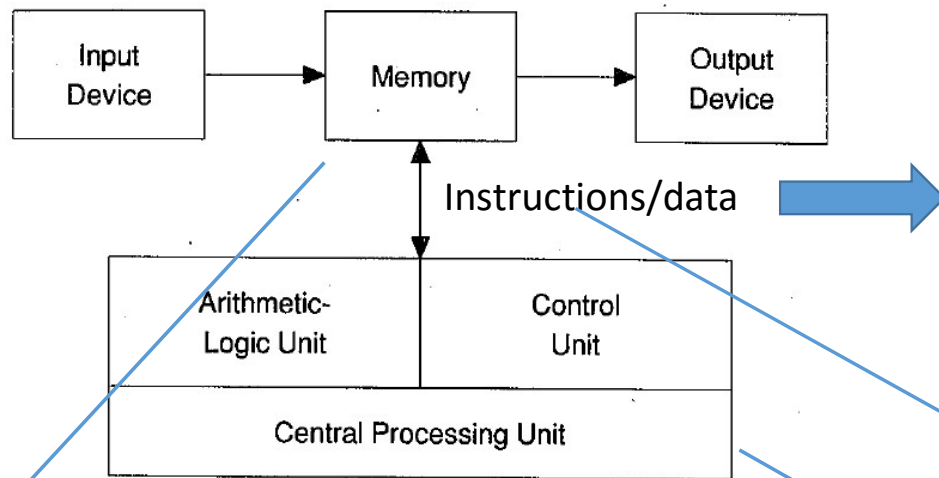 Input
Device
Memory
Output
Device
Instructions/data
Arithmetic-
Logic Unit
Control
Unit
Central Processing Unit